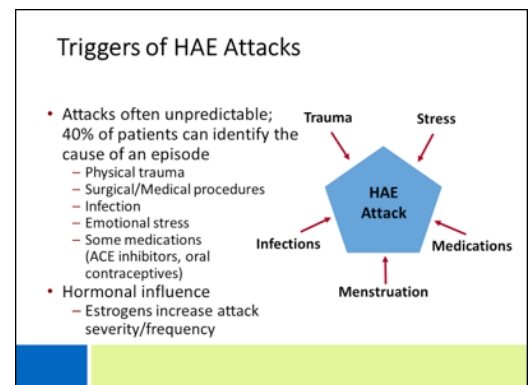 Triggers of HAE Attacks
• Attacks often unpredictable;
40% of patients can identify the
cause of an episode
– Physical trauma
– Surgical/Medical procedures
– Infection
– Emotional stress
– Some medications
(ACE inhibitors, oral
contraceptives)
• Hormonal influence
– Estrogens increase attack
severity/frequency
Trauma
Stress
HAE
Attack
Infections
Medications
Menstruation